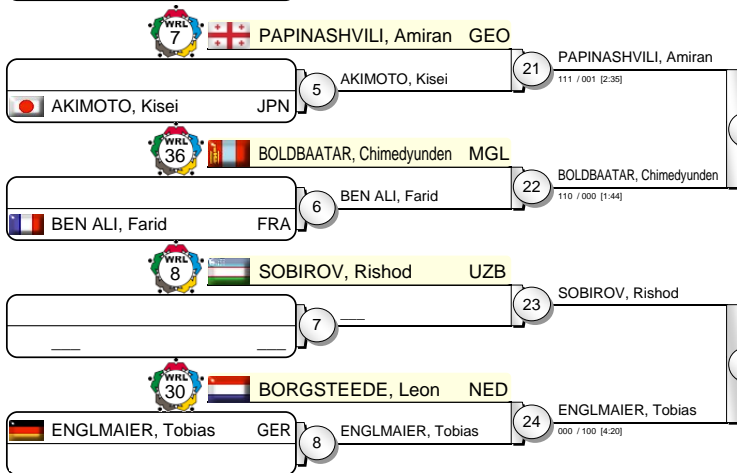 WRL 7 PAPINASHVILI, Amiran GEO
5 AKIMOTO, Kisei
AKIMOTO, Kisei JPN
21 PAPINASHVILI, Amiran
111 / 001 [2:35]
WRL 36 BOLDBAATAR, Chimedyunden MGL
6 BEN ALI, Farid
BEN ALI, Farid FRA
22 BOLDBAATAR, Chimedyunden
110 / 000 [1:44]
WRL 8 SOBIROV, Rishod UZB
7 ___
___ ___
23 SOBIROV, Rishod
WRL 30 BORGSTEEDE, Leon NED
ENGLMAIER, Tobias GER
8 ENGLMAIER, Tobias
24 ENGLMAIER, Tobias
000 / 100 [4:20]